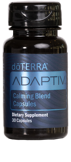 dōTERRA
ADAPTIV
Calming Blend
Capsules
Dietary Supplement